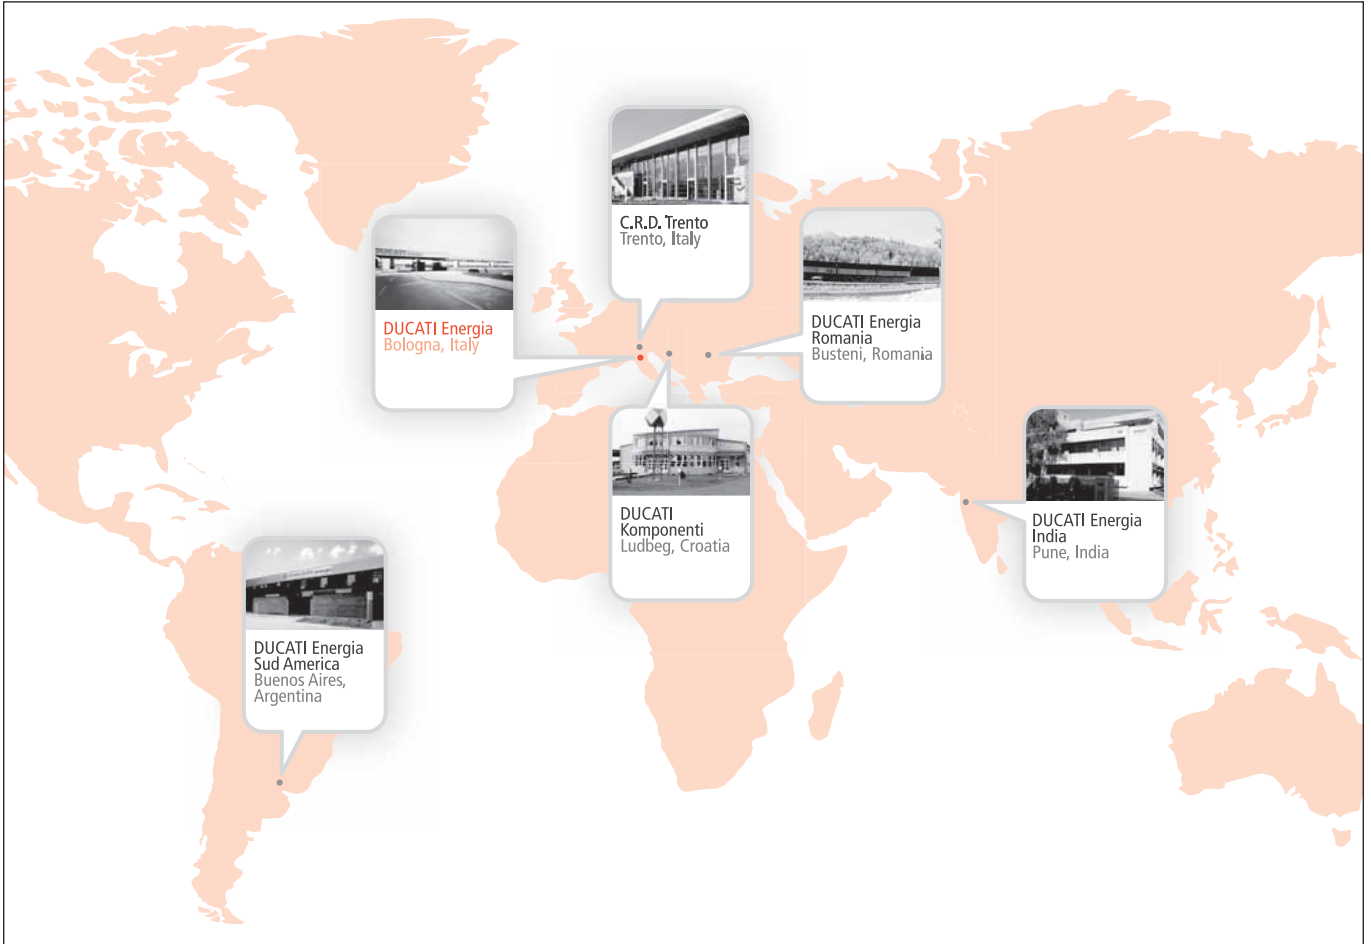 C.R.D. Trento
Trento, Italy
DUCATI Energia
Bologna, Italy
DUCATI Energia
Romania
Busteni, Romania
DUCATI
Komponenti
Ludbeg, Croatia
DUCATI Energia
India
Pune, India
DUCATI Energia
Sud America
Buenos Aires,
Argentina